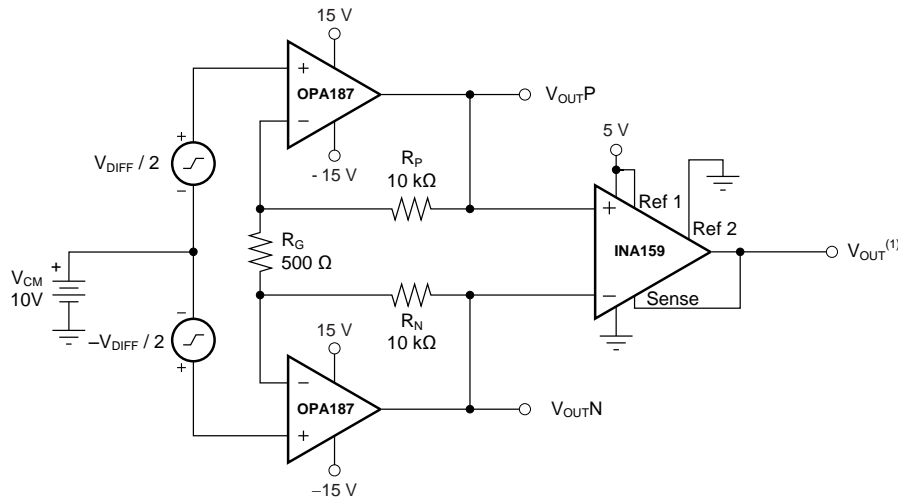 15 V
+
OPA187
−
- 15 V
V_OUTP
+
V_DIFF / 2
−
R_P
10 kΩ
5 V
Ref 1
+
Ref 2
R_G
500 Ω
INA159
V_OUT(1)
V_CM
+
10V
−
Sense
−
−V_DIFF / 2
+
R_N
10 kΩ
15 V
−
OPA187
+
V_OUTN
−15 V